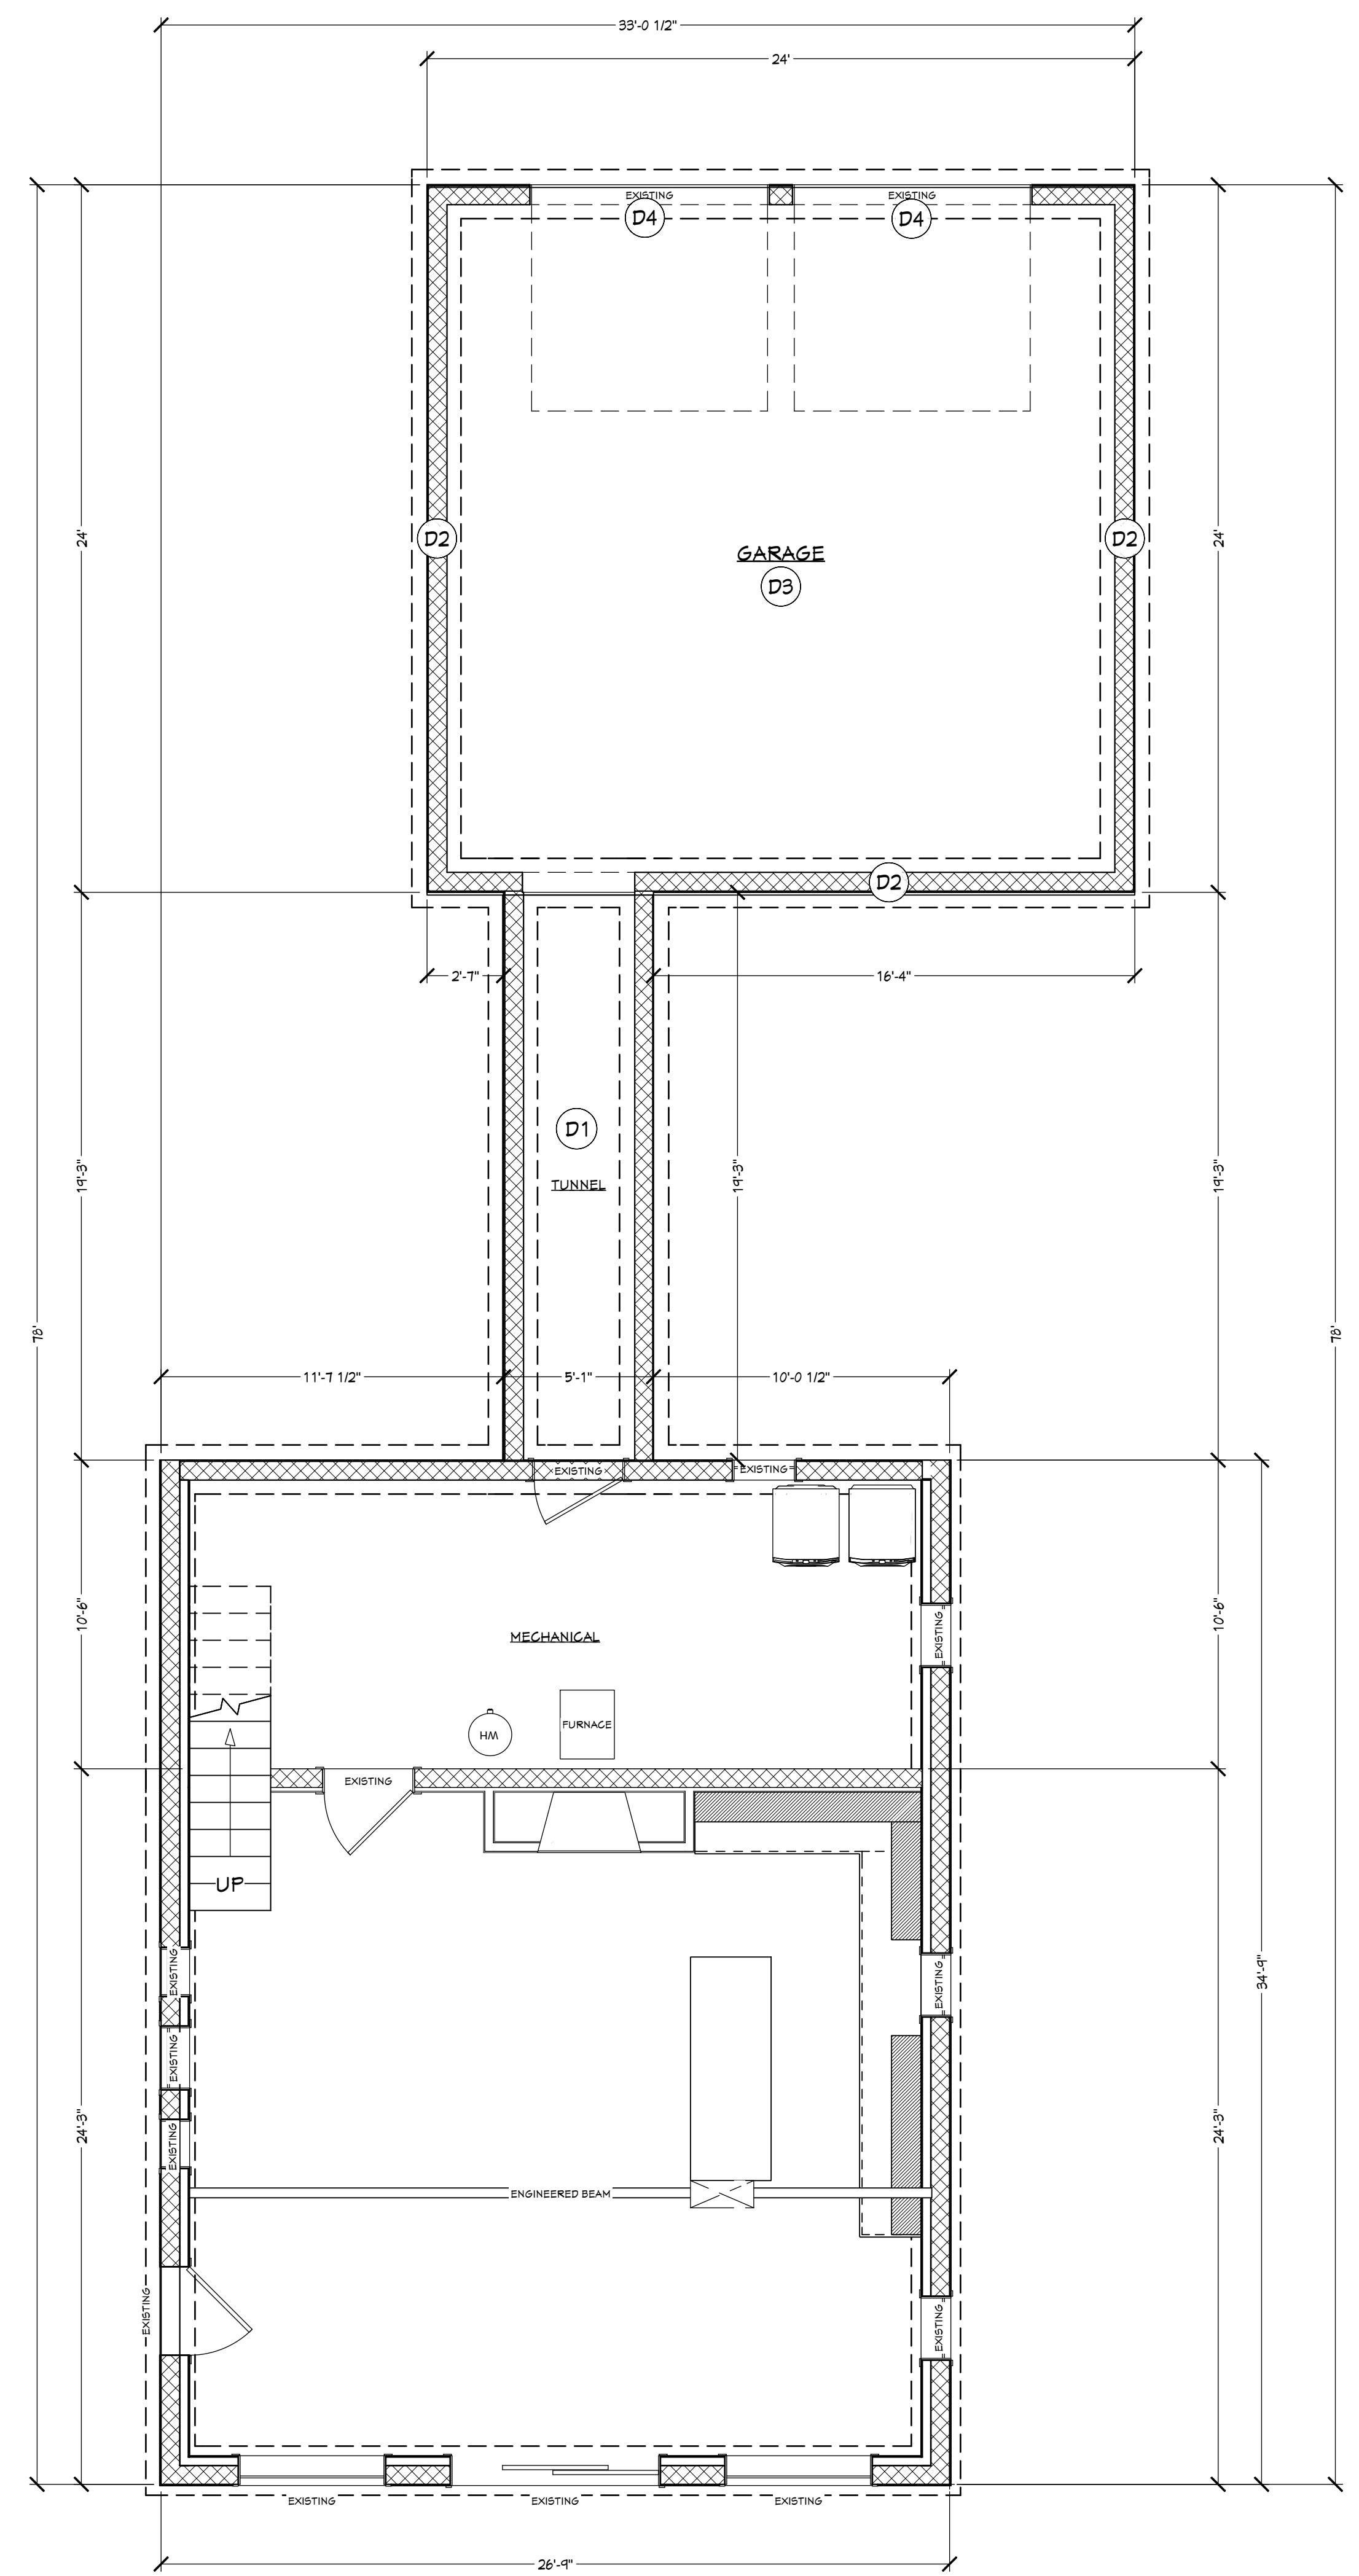 33'-0 1/2"
24'
EXISTING
EXISTING
D4
D4
24'
24'
D2
D2
GARAGE
D3
D2
2'-7"
16'-4"
D1
TUNNEL
19'-3"
19'-3"
19'-3"
78'
78'
11'-7 1/2"
5'-1"
10'-0 1/2"
EXISTING
EXISTING
10'-6"
10'-6"
EXISTING
MECHANICAL
HW
FURNACE
EXISTING
UP
EXISTING
EXISTING
34'-9"
EXISTING
EXISTING
24'-3"
24'-3"
ENGINEERED BEAM
EXISTING
EXISTING
EXISTING
EXISTING
EXISTING
26'-9"